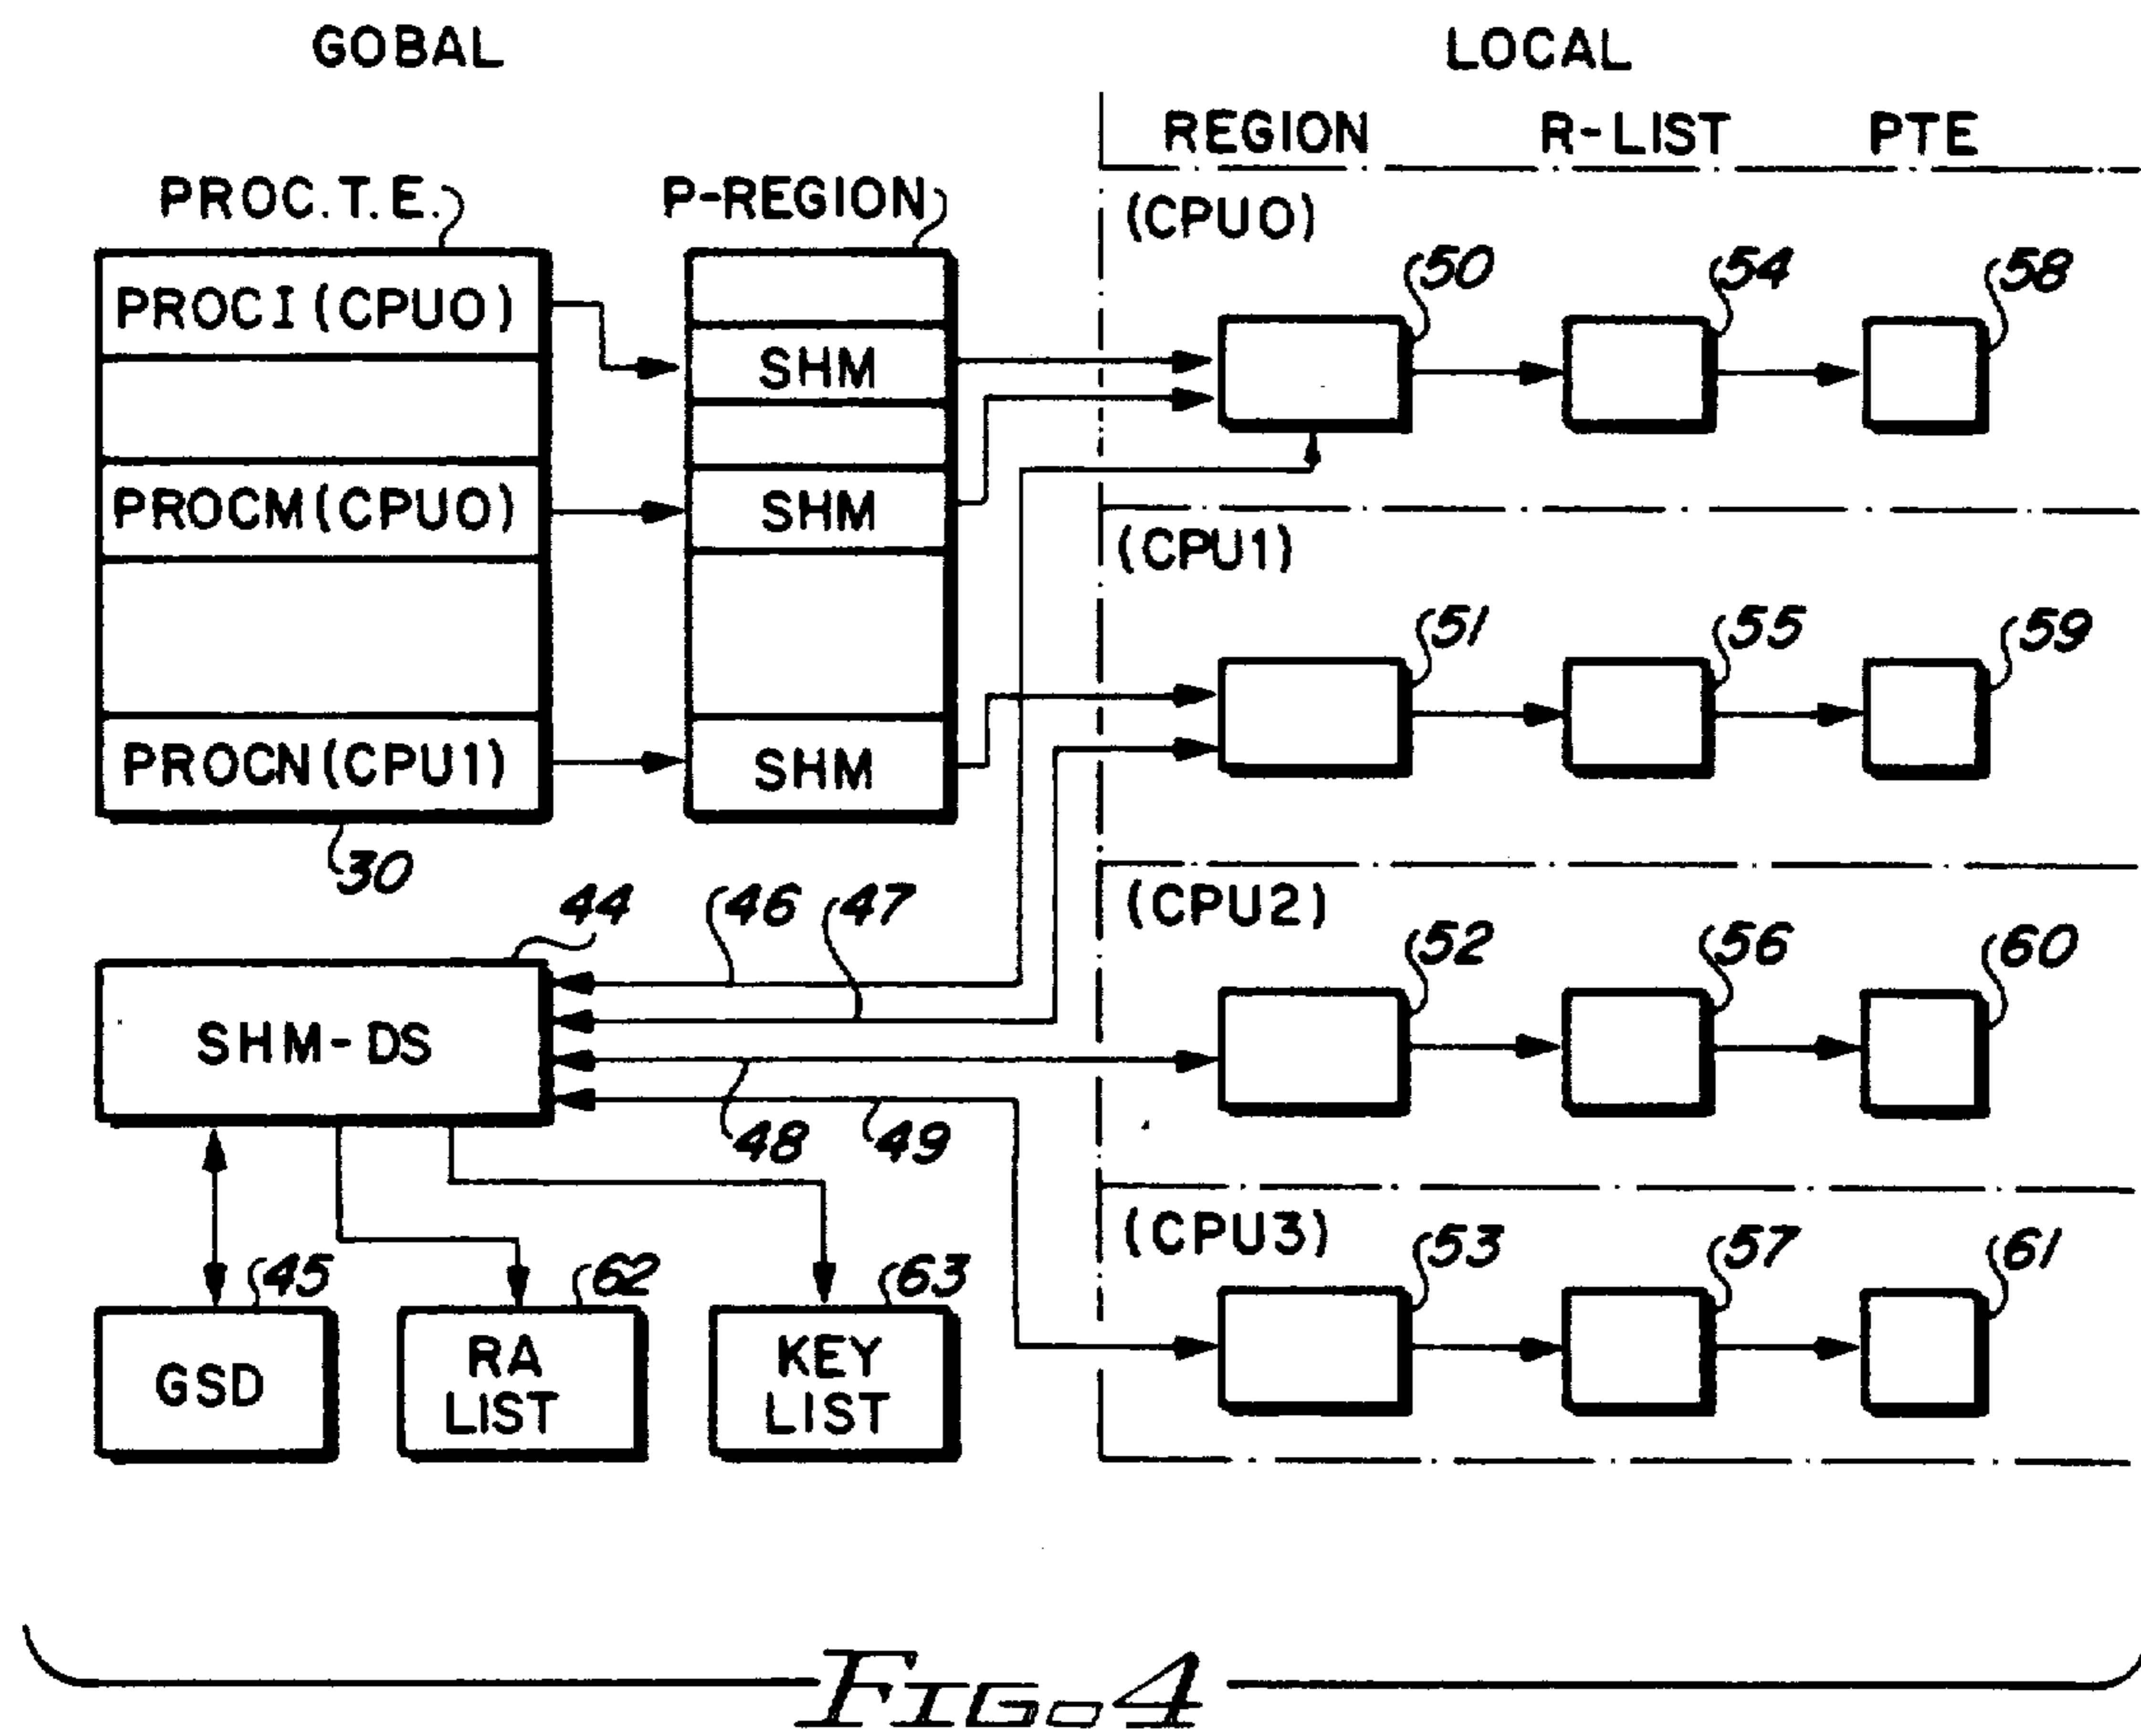 GOBAL
LOCAL
REGION R-LIST PTE
PROC.T.E. P-REGION
(CPU0)
50 54 58
PROCI(CPU0)
SHM
PROCM(CPU0)
SHM
(CPU1)
51 55 59
PROCN(CPU1)
SHM
30
44 46 47
(CPU2)
52 56 60
SHM-DS
48 49
(CPU3)
53 57 61
45 62 63
GSD
RA
LIST
KEY
LIST
FIG. 4